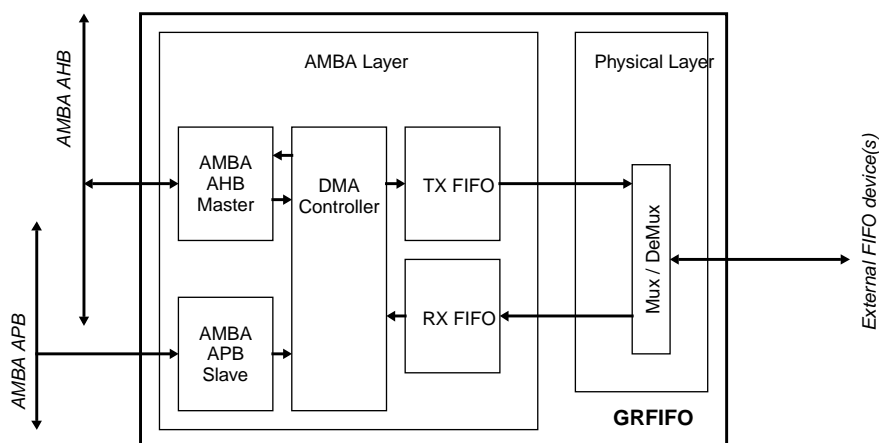 AMBA AHB
AMBA Layer
Physical Layer
AMBA
AHB
Master
DMA
Controller
TX FIFO
Mux / DeMux
External FIFO device(s)
AMBA APB
AMBA
APB
Slave
RX FIFO
GRFIFO